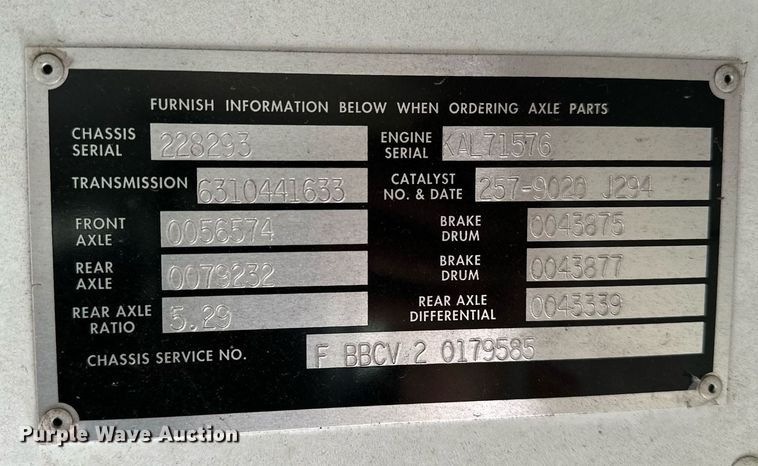 FURNISH INFORMATION BELOW WHEN ORDERING AXLE PARTS
CHASSIS SERIAL 228293 ENGINE SERIAL KAL71576
TRANSMISSION 6310441633 CATALYST NO. & DATE 257-9020 J294
FRONT AXLE 0056574 BRAKE DRUM 0043875
REAR AXLE 0079232 BRAKE DRUM 0043877
REAR AXLE RATIO 5.29 REAR AXLE DIFFERENTIAL 0043339
CHASSIS SERVICE NO. F BBCV 2 0179585
Purple Wave Auction